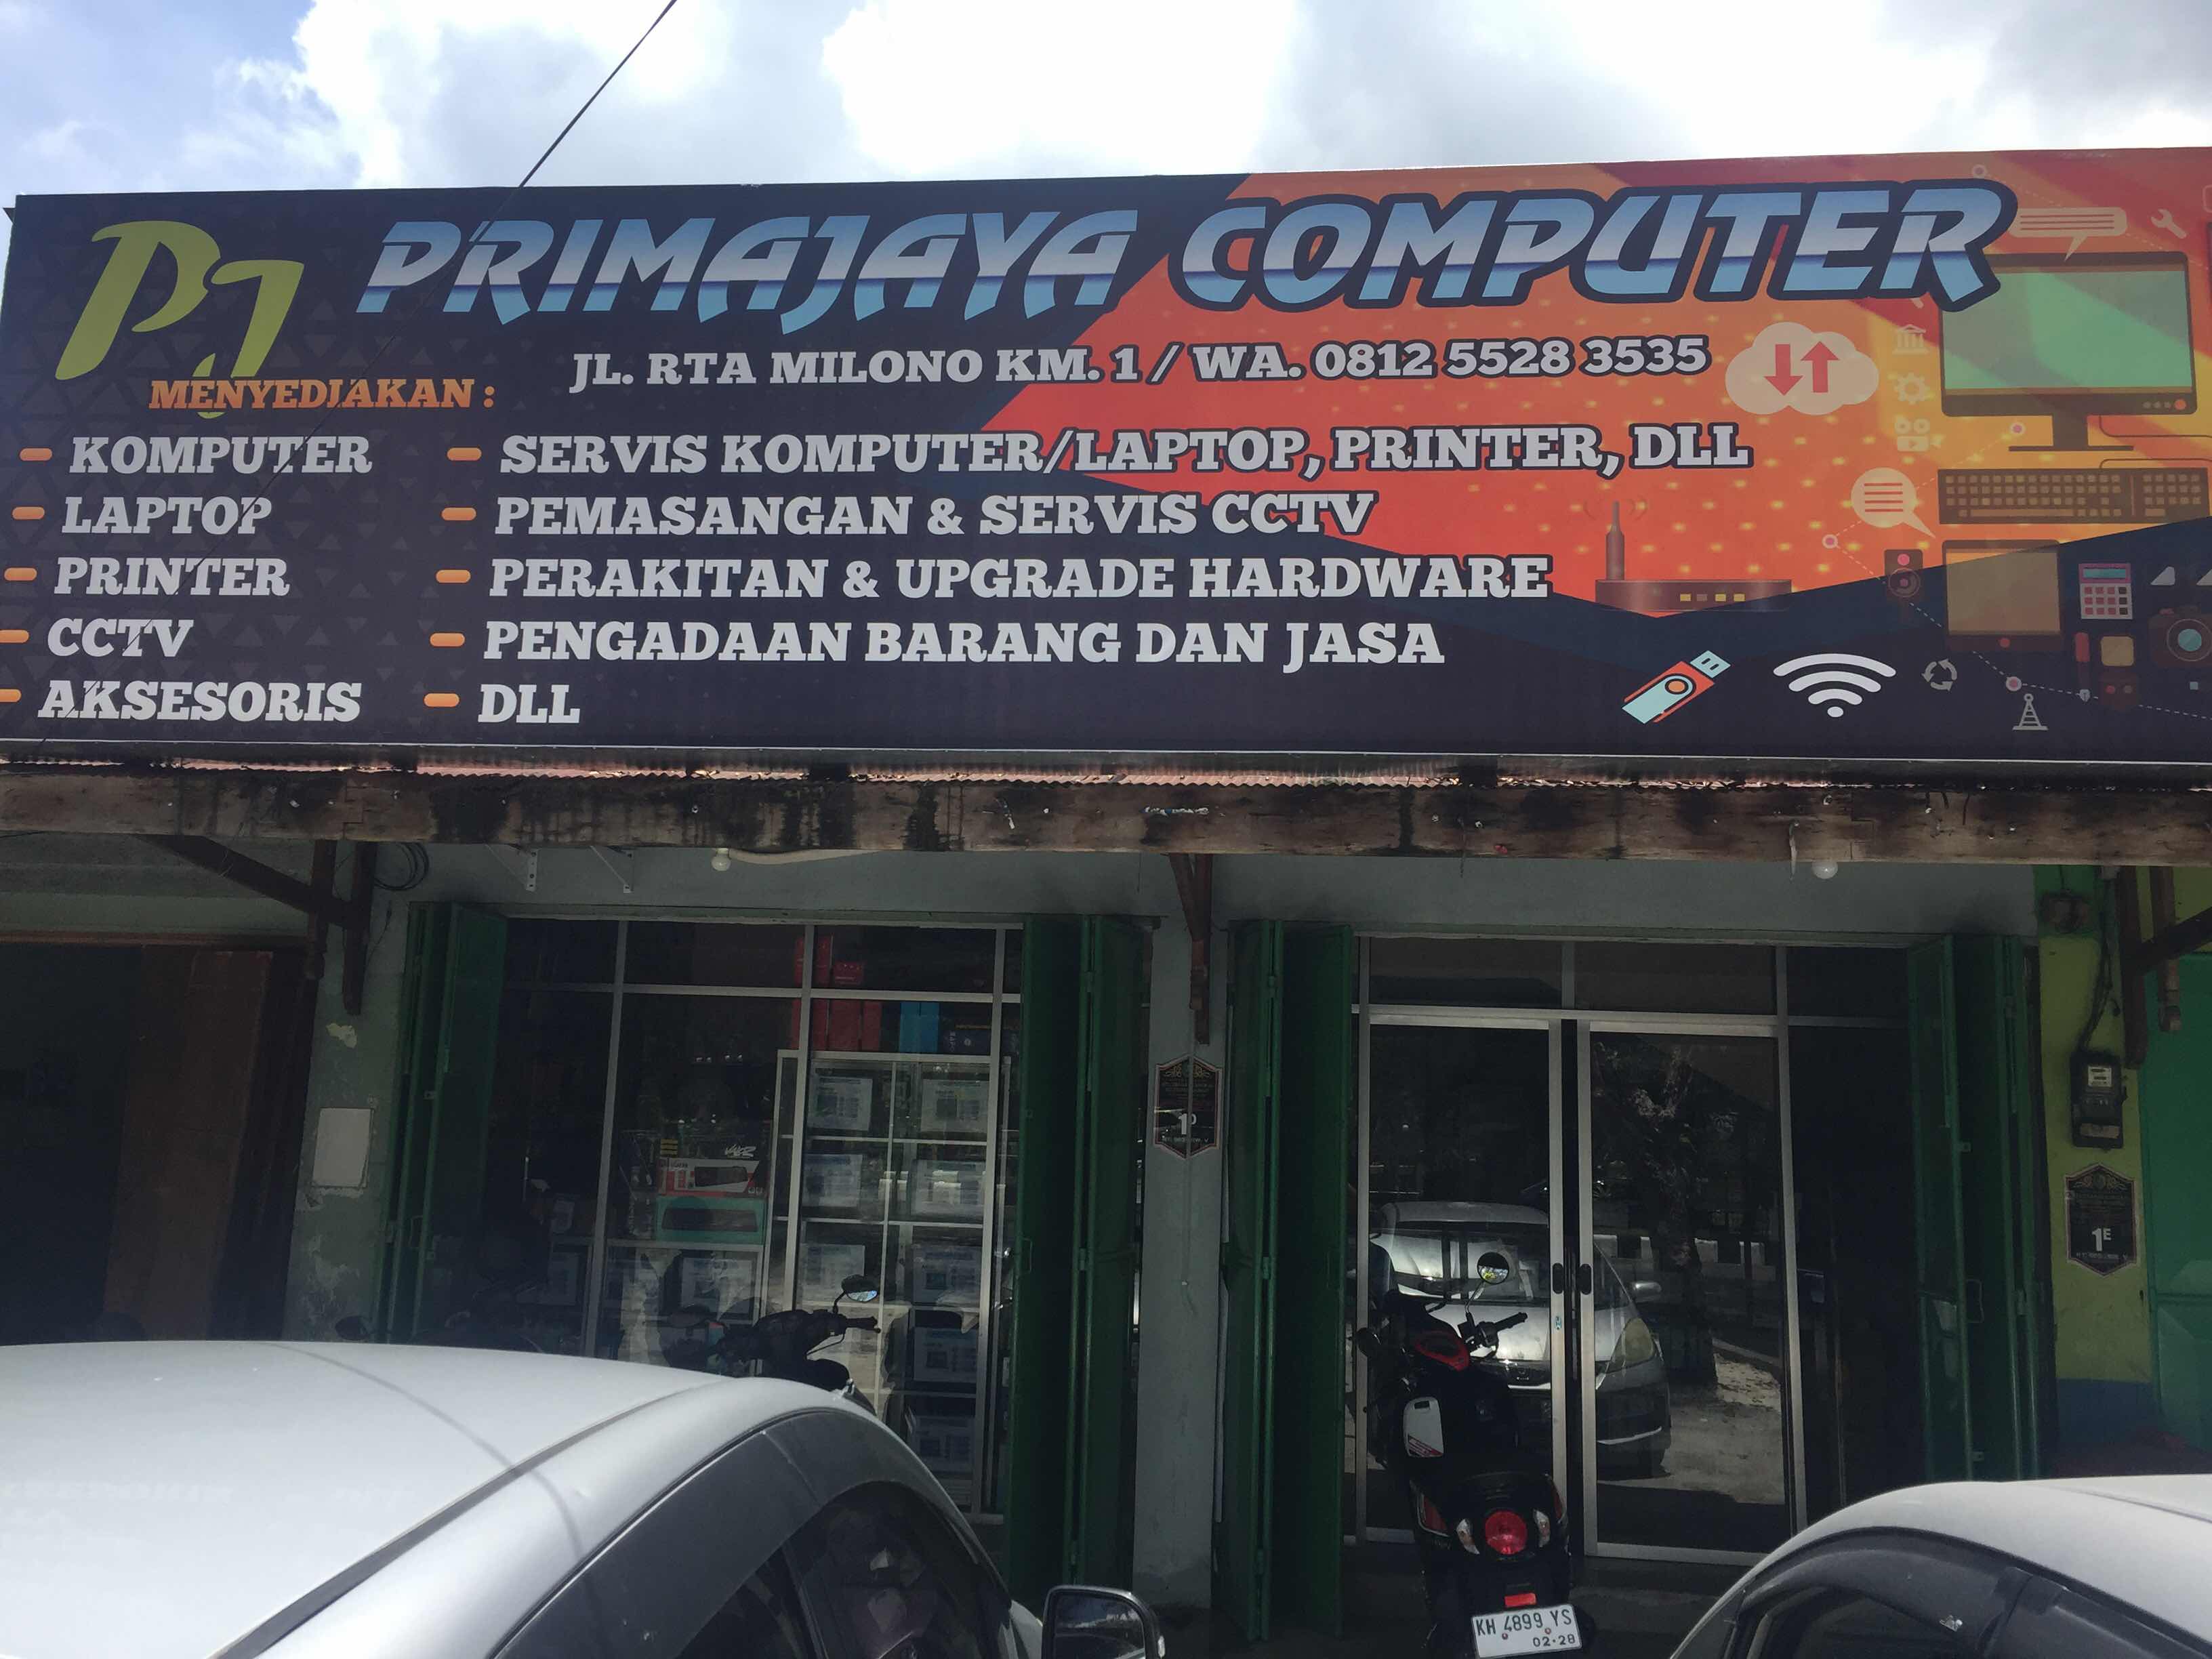 PJ
PRIMAJAYA COMPUTER
JL. RTA MILONO KM. 1 / WA. 0812 5528 3535
MENYEDIAKAN :
- KOMPUTER
- LAPTOP
- PRINTER
- CCTV
- AKSESORIS
- SERVIS KOMPUTER/LAPTOP, PRINTER, DLL
- PEMASANGAN & SERVIS CCTV
- PERAKITAN & UPGRADE HARDWARE
- PENGADAAN BARANG DAN JASA
- DLL
1D
1E
KH 4899 YS
02·28